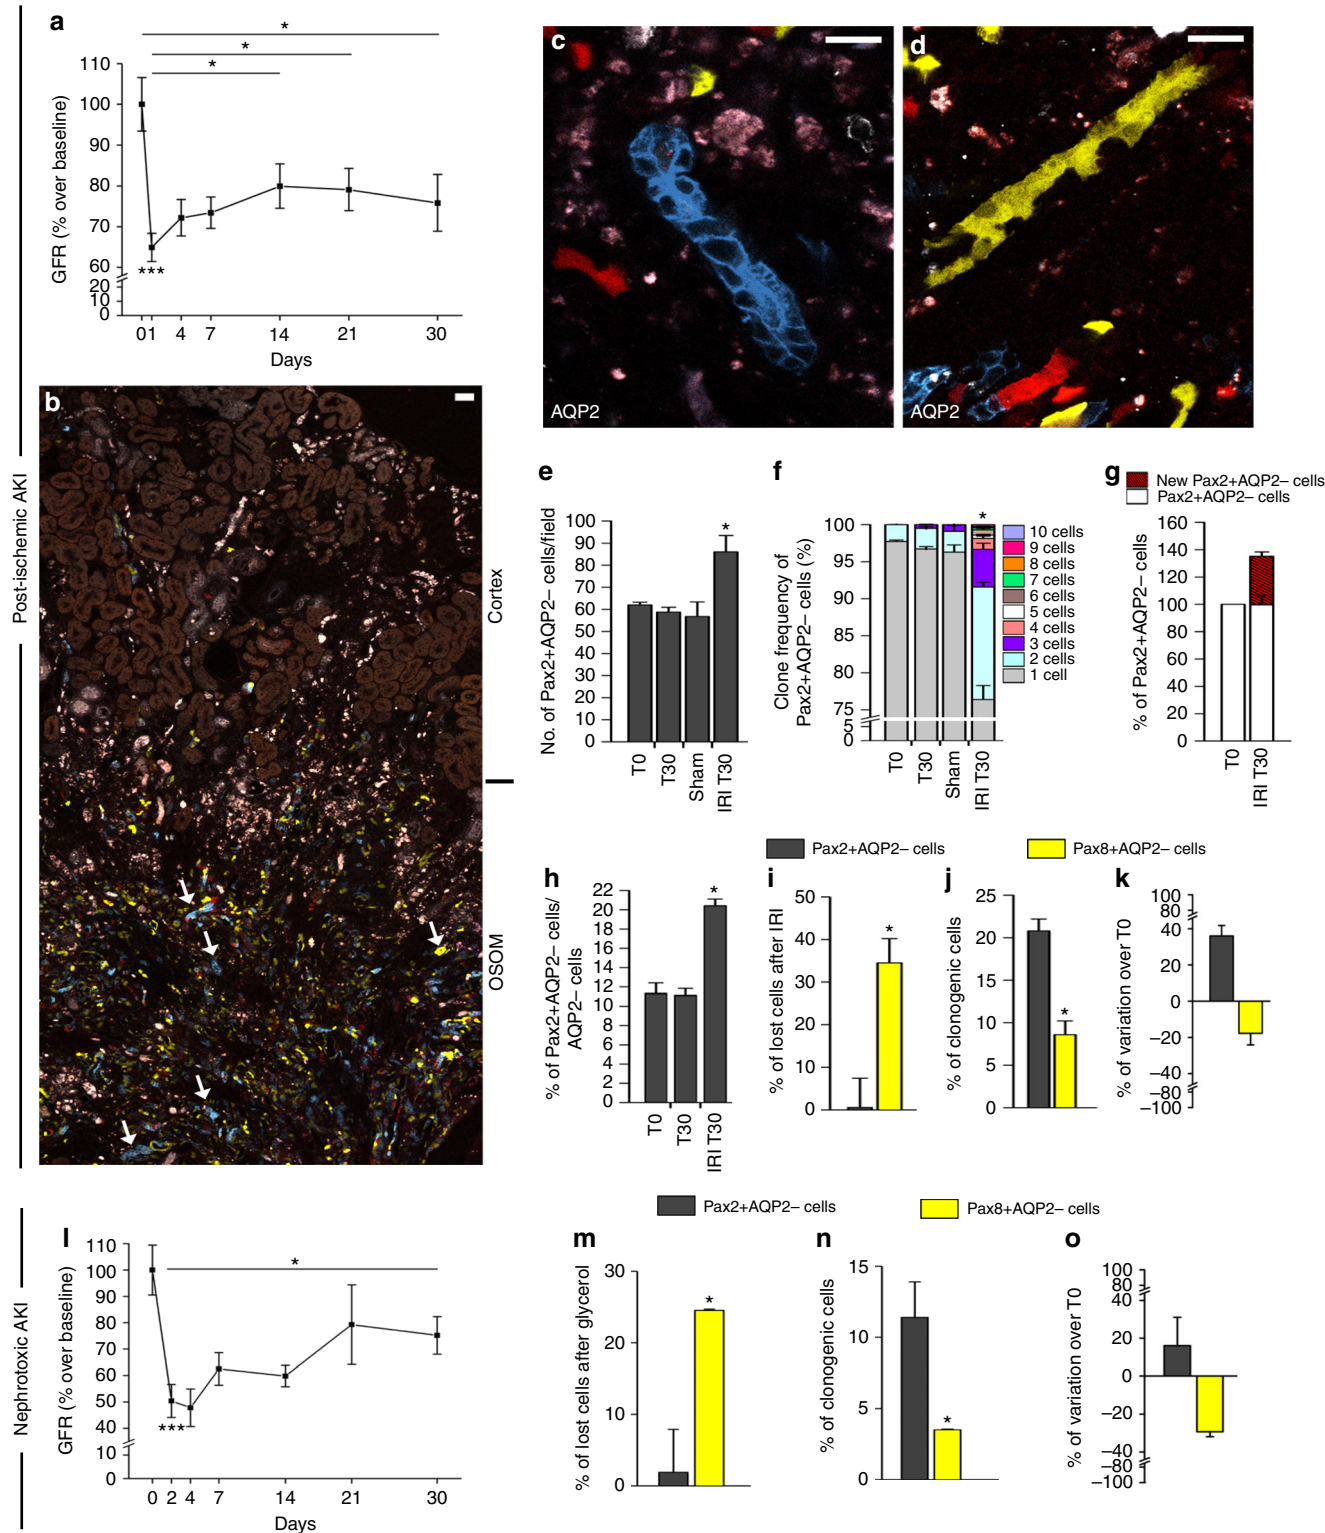 Post-ischemic AKI
a
*
*
*
GFR (% over baseline)
110
100
90
80
70
60
20
10
0
***
0 1 4 7 14 21 30
Days
b
Cortex
OSOM
c
AQP2
d
AQP2
e
No. of Pax2+AQP2– cells/field
100
90
80
70
60
50
40
30
20
10
0
*
T0 T30 Sham IRI T30
f
Clone frequency of
Pax2+AQP2– cells (%)
100
95
90
85
80
75
5
0
*
T0 T30 Sham IRI T30
10 cells
9 cells
8 cells
7 cells
6 cells
5 cells
4 cells
3 cells
2 cells
1 cell
g
New Pax2+AQP2– cells
Pax2+AQP2– cells
% of Pax2+AQP2– cells
160
140
120
100
80
60
40
20
0
T0 IRI T30
Pax2+AQP2– cells
Pax8+AQP2– cells
h
% of Pax2+AQP2– cells/
AQP2– cells
22
20
18
16
14
12
10
8
6
4
2
0
*
T0 T30 IRI T30
i
% of lost cells after IRI
50
40
30
20
10
0
*
j
% of clonogenic cells
25
20
15
10
5
0
*
k
% of variation over T0
100
80
40
20
0
–20
–40
–80
–100
Nephrotoxic AKI
l
GFR (% over baseline)
110
100
90
80
70
60
50
40
10
0
*
***
0 2 4 7 14 21 30
Days
Pax2+AQP2– cells
Pax8+AQP2– cells
m
% of lost cells after glycerol
30
20
10
0
*
n
% of clonogenic cells
15
10
5
0
*
o
% of variation over T0
100
80
40
20
0
–20
–40
–80
–100